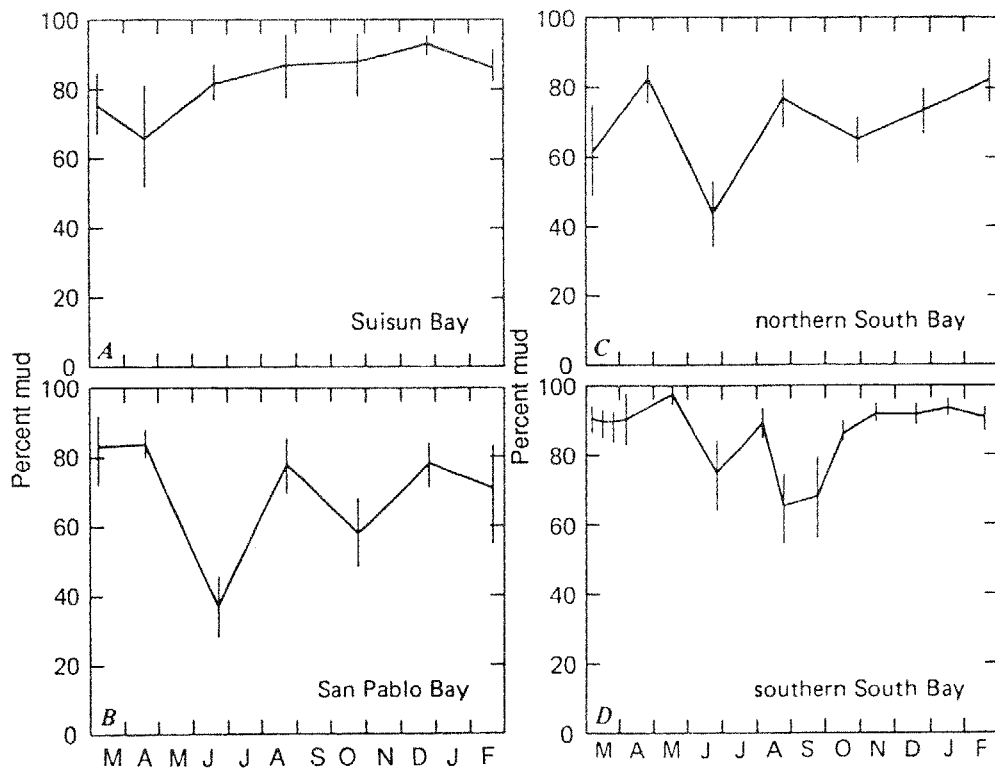 100
80
60
40
20
0
Percent mud
A
Suisun Bay
100
80
60
40
20
0
Percent mud
C
northern South Bay
100
80
60
40
20
0
B
San Pablo Bay
M A J J A S O N D J F
100
80
60
40
20
0
D
southern South Bay
M A M J J A S O N D J F